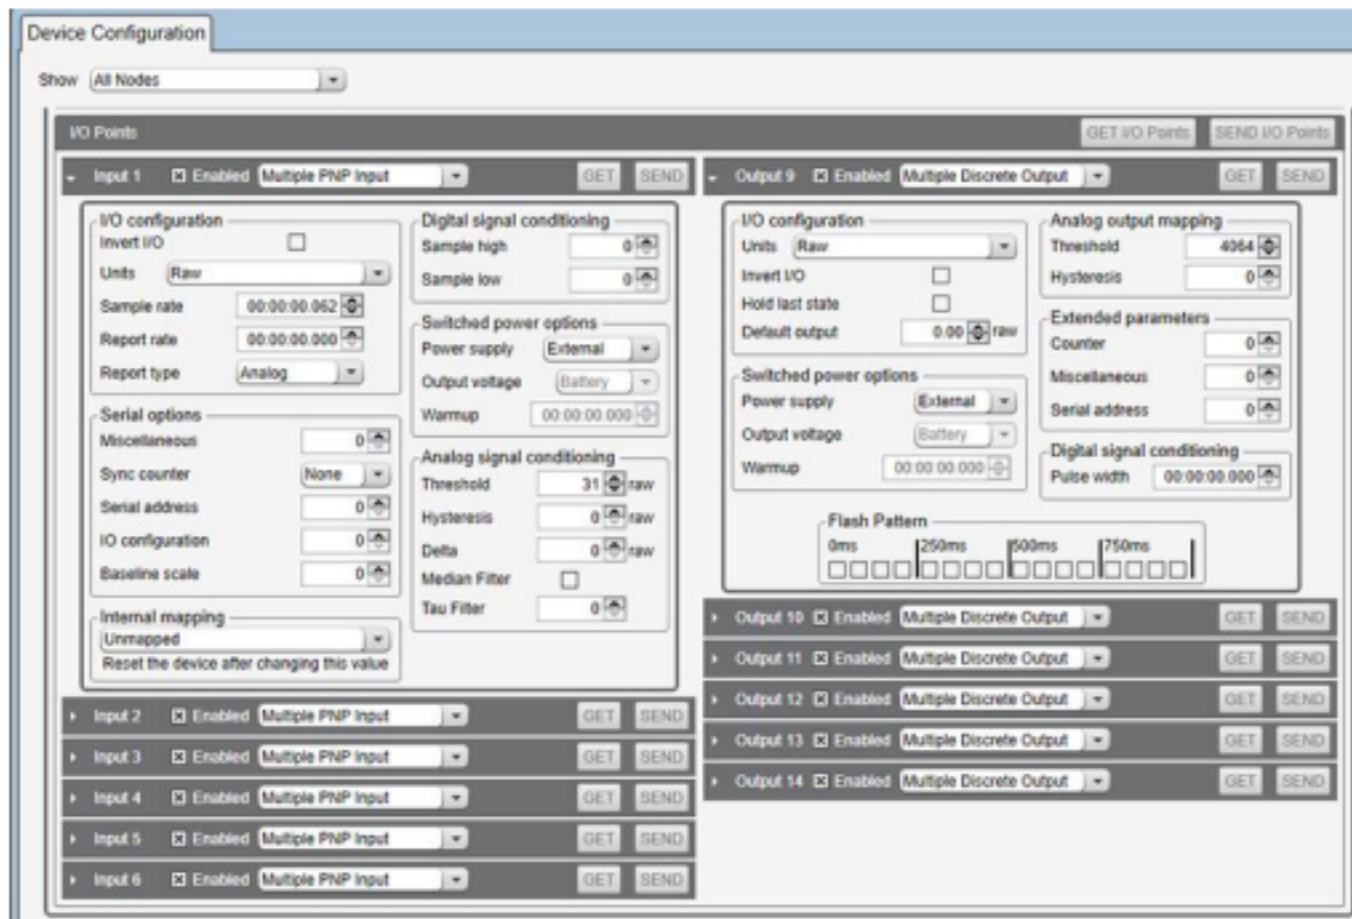 Device Configuration
Show All Nodes
I/O Points GET I/O Points SEND I/O Points
Input 1 Enabled Multiple PNP Input GET SEND
I/O configuration
Invert I/O
Units Raw
Sample rate 00:00:00.062
Report rate 00:00:00.000
Report type Analog
Serial options
Miscellaneous 0
Sync counter None
Serial address 0
IO configuration 0
Baseline scale 0
Internal mapping
Unmapped
Reset the device after changing this value
Digital signal conditioning
Sample high 0
Sample low 0
Switched power options
Power supply External
Output voltage Battery
Warmup 00:00:00.000
Analog signal conditioning
Threshold 31 raw
Hysteresis 0 raw
Delta 0 raw
Median Filter
Tau Filter 0
Input 2 Enabled Multiple PNP Input GET SEND
Input 3 Enabled Multiple PNP Input GET SEND
Input 4 Enabled Multiple PNP Input GET SEND
Input 5 Enabled Multiple PNP Input GET SEND
Input 6 Enabled Multiple PNP Input GET SEND
Output 9 Enabled Multiple Discrete Output GET SEND
I/O configuration
Units Raw
Invert I/O
Hold last state
Default output 0.00 raw
Switched power options
Power supply External
Output voltage Battery
Warmup 00:00:00.000
Analog output mapping
Threshold 4064
Hysteresis 0
Extended parameters
Counter 0
Miscellaneous 0
Serial address 0
Digital signal conditioning
Pulse width 00:00:00.000
Flash Pattern
0ms 250ms 500ms 750ms
Output 10 Enabled Multiple Discrete Output GET SEND
Output 11 Enabled Multiple Discrete Output GET SEND
Output 12 Enabled Multiple Discrete Output GET SEND
Output 13 Enabled Multiple Discrete Output GET SEND
Output 14 Enabled Multiple Discrete Output GET SEND